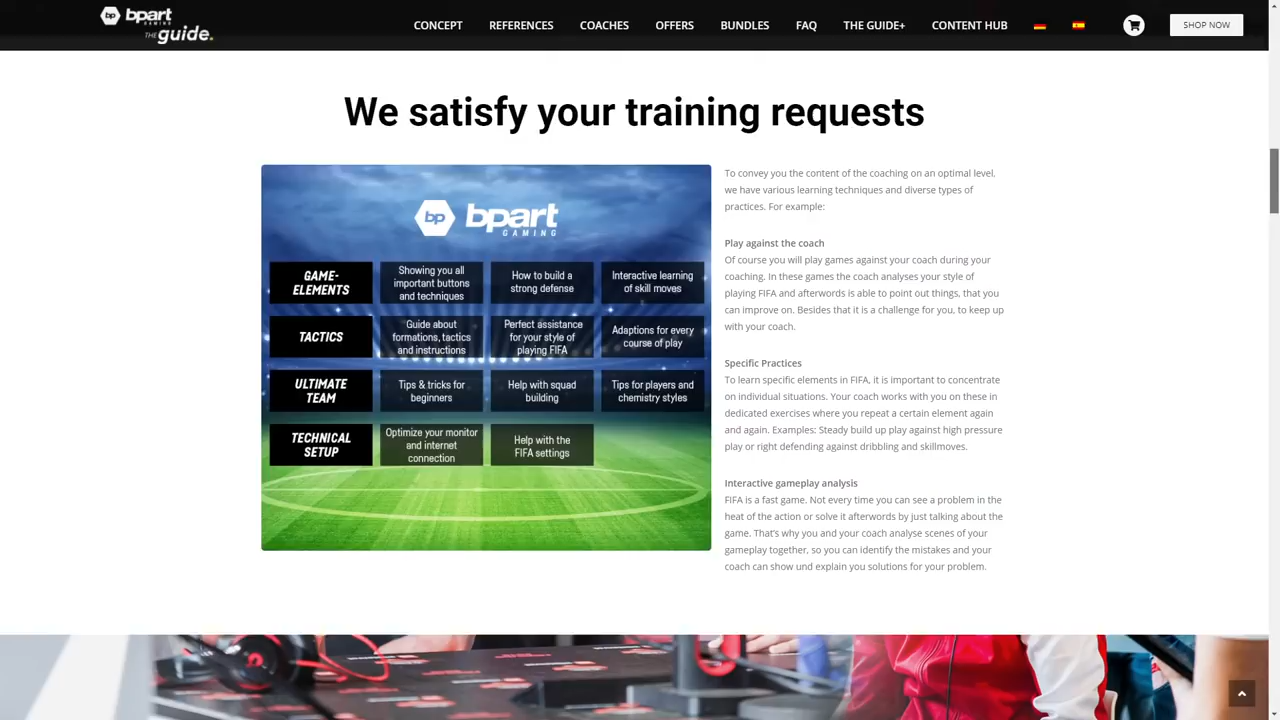 bp bpart
GAMING
THE guide.
CONCEPT REFERENCES COACHES OFFERS BUNDLES FAQ THE GUIDE+ CONTENT HUB SHOP NOW
We satisfy your training requests
bp bpart
GAMING
GAME-
ELEMENTS
Showing you all
important buttons
and techniques
How to build a
strong defense
Interactive learning
of skill moves
TACTICS
Guide about
formations, tactics
and instructions
Perfect assistance
for your style of
playing FIFA
Adaptions for every
course of play
ULTIMATE
TEAM
Tips & tricks for
beginners
Help with squad
building
Tips for players and
chemistry styles
TECHNICAL
SETUP
Optimize your monitor
and internet
connection
Help with the
FIFA settings
To convey you the content of the coaching on an optimal level,
we have various learning techniques and diverse types of
practices. For example:
Play against the coach
Of course you will play games against your coach during your
coaching. In these games the coach analyses your style of
playing FIFA and afterwords is able to point out things, that you
can improve on. Besides that it is a challenge for you, to keep up
with your coach.
Specific Practices
To learn specific elements in FIFA, it is important to concentrate
on individual situations. Your coach works with you on these in
dedicated exercises where you repeat a certain element again
and again. Examples: Steady build up play against high pressure
play or right defending against dribbling and skillmoves.
Interactive gameplay analysis
FIFA is a fast game. Not every time you can see a problem in the
heat of the action or solve it afterwords by just talking about the
game. That's why you and your coach analyse scenes of your
gameplay together, so you can identify the mistakes and your
coach can show und explain you solutions for your problem.